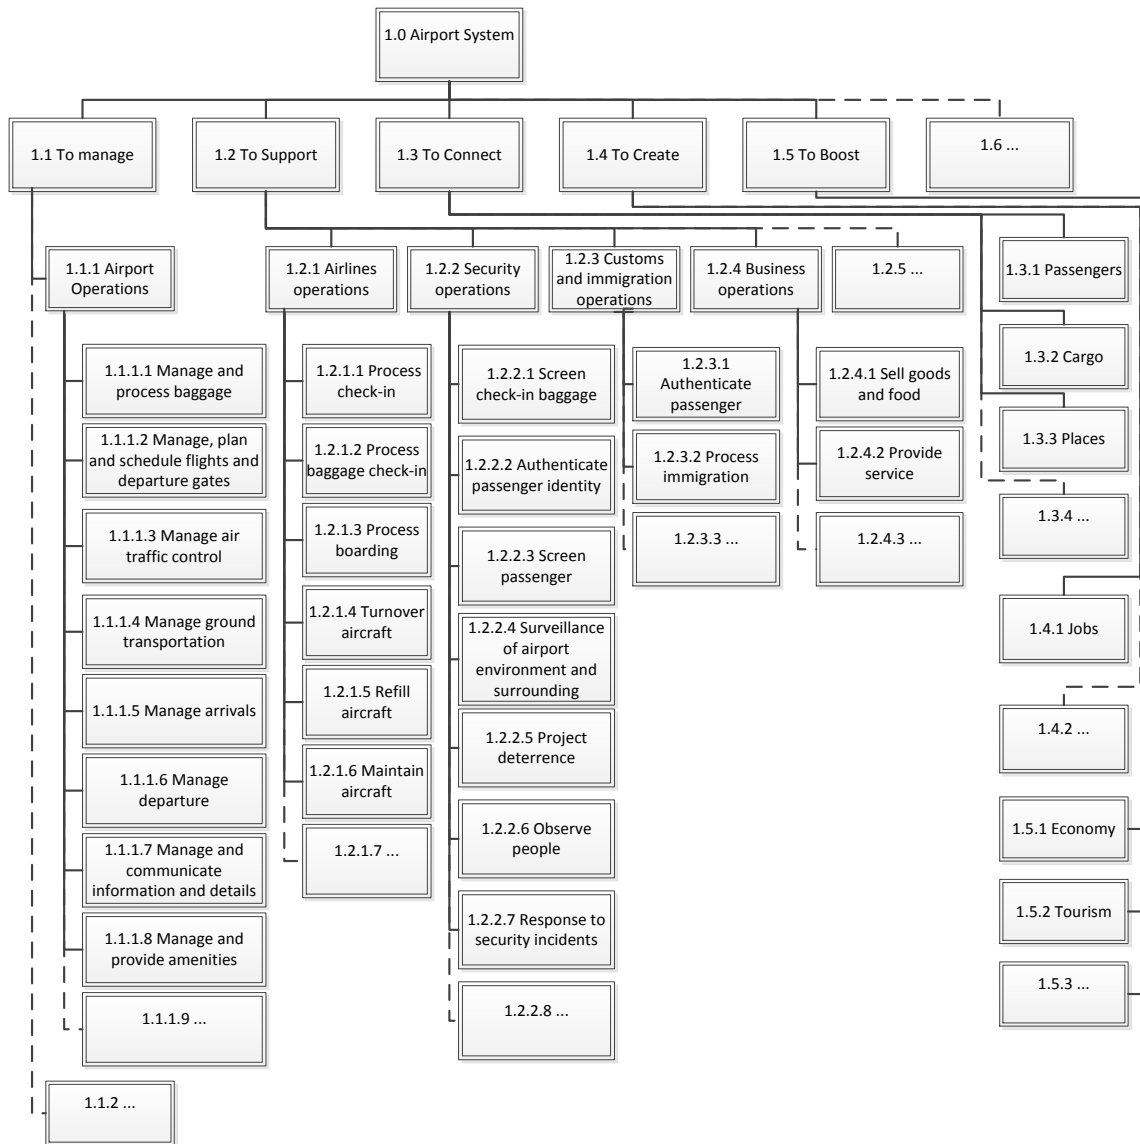 1.0 Airport System
1.1 To manage
1.2 To Support
1.3 To Connect
1.4 To Create
1.5 To Boost
1.6 ...
1.1.1 Airport
Operations
1.2.1 Airlines
operations
1.2.2 Security
operations
1.2.3 Customs
and immigration
operations
1.2.4 Business
operations
1.2.5 ...
1.3.1 Passengers
1.3.2 Cargo
1.3.3 Places
1.3.4 ...
1.1.1.1 Manage and
process baggage
1.1.1.2 Manage, plan
and schedule flights and
departure gates
1.1.1.3 Manage air
traffic control
1.1.1.4 Manage ground
transportation
1.1.1.5 Manage arrivals
1.1.1.6 Manage
departure
1.1.1.7 Manage and
communicate
information and details
1.1.1.8 Manage and
provide amenities
1.1.1.9 ...
1.1.2 ...
1.2.1.1 Process
check-in
1.2.1.2 Process
baggage check-in
1.2.1.3 Process
boarding
1.2.1.4 Turnover
aircraft
1.2.1.5 Refill
aircraft
1.2.1.6 Maintain
aircraft
1.2.1.7 ...
1.2.2.1 Screen
check-in baggage
1.2.2.2 Authenticate
passenger identity
1.2.2.3 Screen
passenger
1.2.2.4 Surveillance
of airport
environment and
surrounding
1.2.2.5 Project
deterrence
1.2.2.6 Observe
people
1.2.2.7 Response to
security incidents
1.2.2.8 ...
1.2.3.1
Authenticate
passenger
1.2.3.2 Process
immigration
1.2.3.3 ...
1.2.4.1 Sell goods
and food
1.2.4.2 Provide
service
1.2.4.3 ...
1.4.1 Jobs
1.4.2 ...
1.5.1 Economy
1.5.2 Tourism
1.5.3 ...